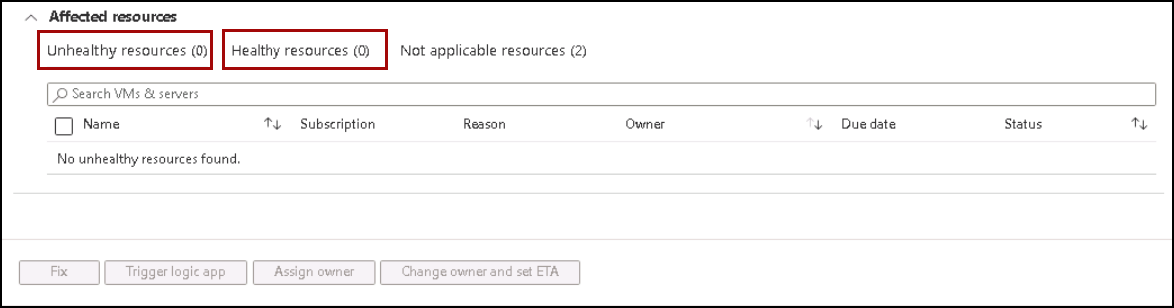 Affected resources
Unhealthy resources (0) Healthy resources (0) Not applicable resources (2)
Search VMs & servers
Name Subscription Reason Owner Due date Status
No unhealthy resources found.
Fix Trigger logic app Assign owner Change owner and set ETA